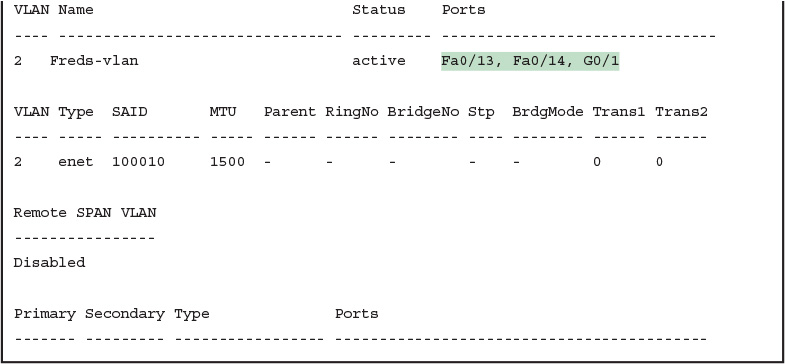 VLAN Name                             Status    Ports
---- -------------------------------- --------- -------------------------------
2    Freds-vlan                       active    Fa0/13, Fa0/14, G0/1
VLAN Type  SAID       MTU   Parent RingNo BridgeNo Stp  BrdgMode Trans1 Trans2
---- ----- ---------- ----- ------ ------ -------- ---- -------- ------ ------
2    enet  100010     1500  -      -      -        -    -        0      0
Remote SPAN VLAN
----------------
Disabled
Primary Secondary Type              Ports
------- --------- ----------------- ------------------------------------------